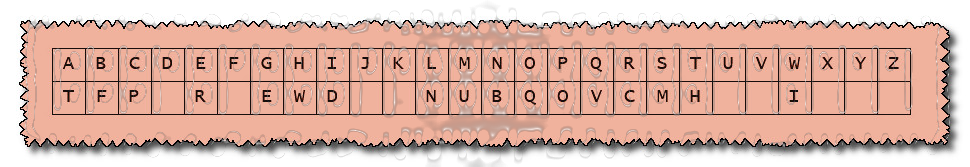 A B C D E F G H I J K L M N O P Q R S T U V W X Y Z
T F P R E W D N U B Q O V C M H I